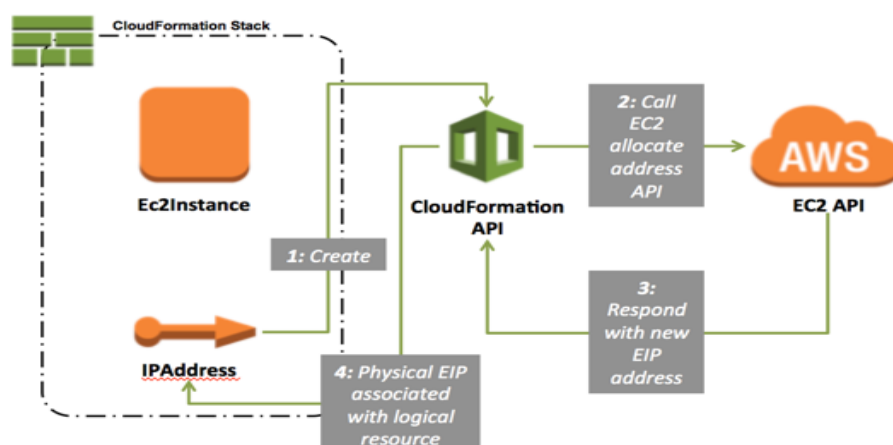 CloudFormation Stack
Ec2Instance
1: Create
IPAddress
4: Physical EIP
associated
with logical
resource
CloudFormation
API
2: Call
EC2
allocate
address
API
AWS
EC2 API
3:
Respond
with new
EIP
address